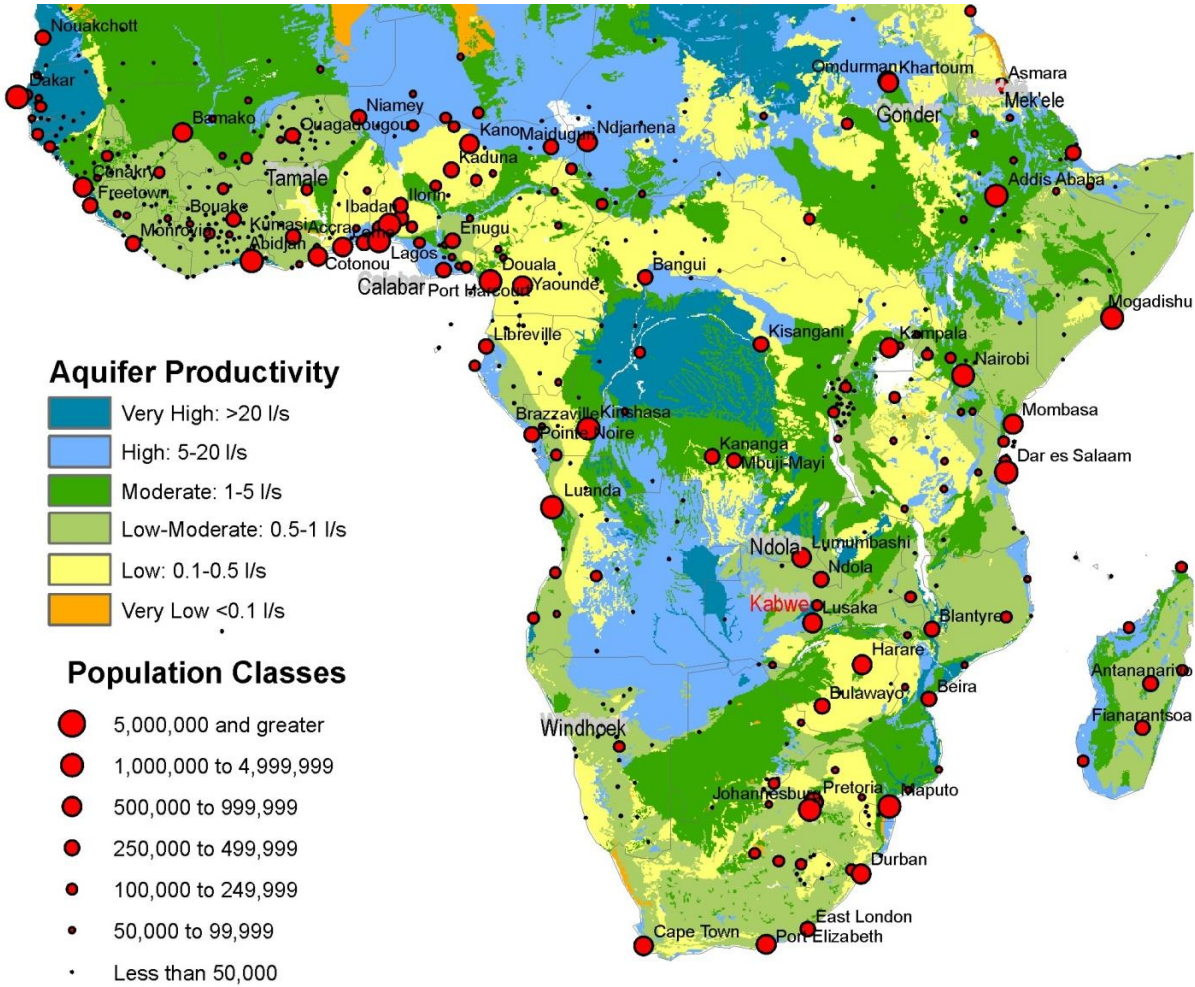 Nouakchott
Dakar
Bamako
Niamey
Ouagadougou
Kano
Maiduguri
Ndjamena
Omdurman
Khartoum
Asmara
Mek'ele
Gonder
Kaduna
Conakry
Freetown
Tamale
Ilorin
Ibadan
Addis Ababa
Bouake
Kumasi
Accra
Lome
Enugu
Monrovia
Abidjan
Cotonou
Lagos
Calabar
Port Harcourt
Douala
Yaounde
Bangui
Mogadishu
Libreville
Kisangani
Kampala
Nairobi
Aquifer Productivity
Very High: >20 l/s
High: 5-20 l/s
Moderate: 1-5 l/s
Low-Moderate: 0.5-1 l/s
Low: 0.1-0.5 l/s
Very Low <0.1 l/s
Brazzaville
Kinshasa
Pointe Noire
Mombasa
Kananga
Mbuji-Mayi
Dar es Salaam
Luanda
Ndola
Lumumbashi
Ndola
Kabwe
Lusaka
Blantyre
Harare
Bulawayo
Beira
Antananarivo
Fianarantsoa
Windhoek
Population Classes
5,000,000 and greater
1,000,000 to 4,999,999
500,000 to 999,999
250,000 to 499,999
100,000 to 249,999
50,000 to 99,999
Less than 50,000
Johannesburg
Pretoria
Maputo
Durban
East London
Cape Town
Port Elizabeth